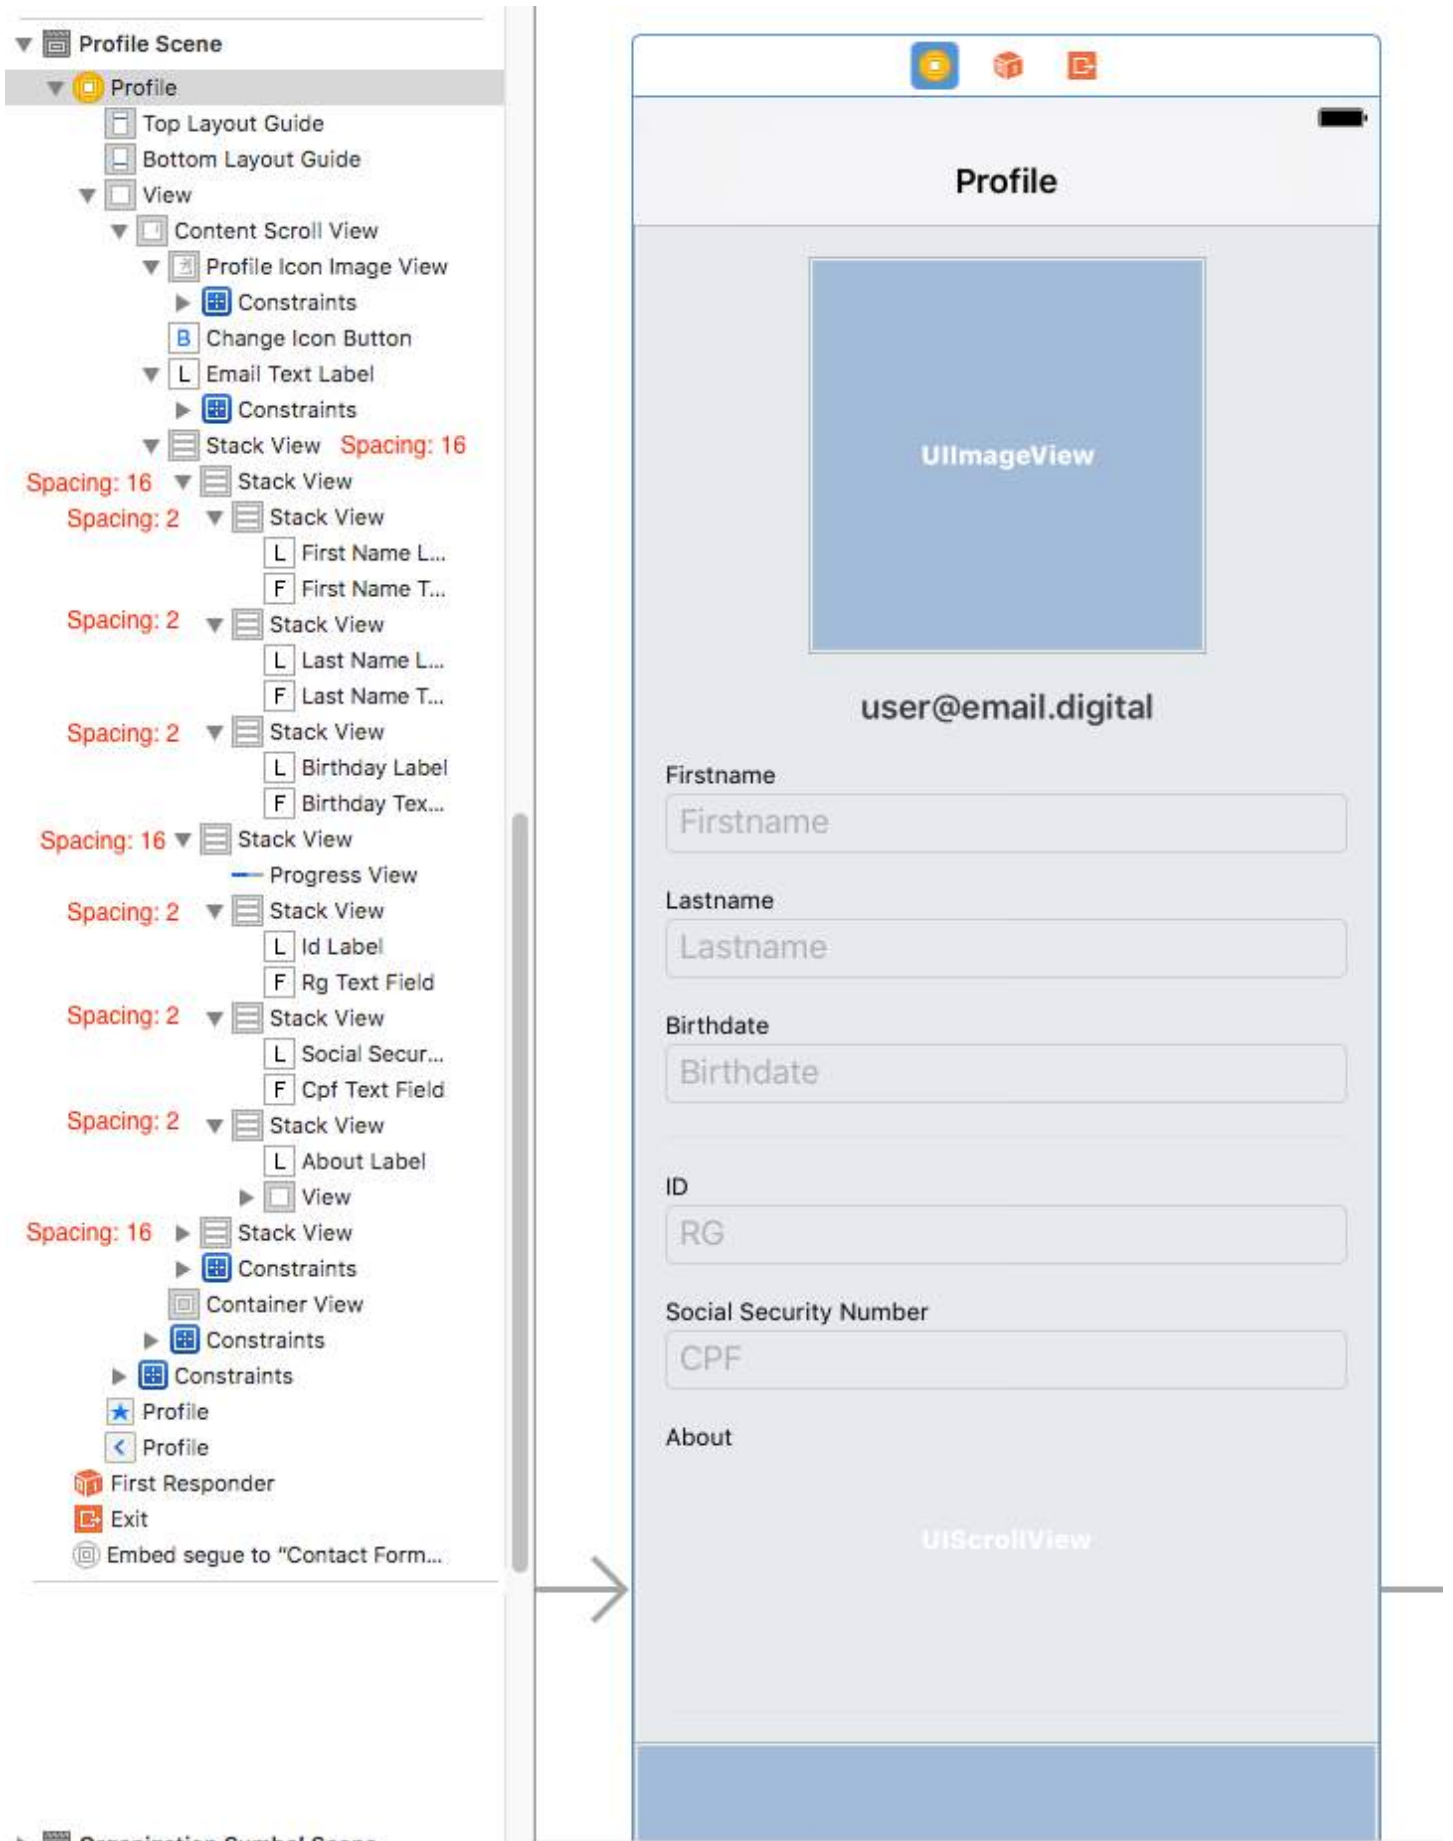 Profile Scene
Profile
Top Layout Guide
Bottom Layout Guide
View
Content Scroll View
Profile Icon Image View
Constraints
B Change Icon Button
L Email Text Label
Constraints
Stack View Spacing: 16
Spacing: 16 Stack View
Spacing: 2 Stack View
L First Name L...
F First Name T...
Spacing: 2 Stack View
L Last Name L...
F Last Name T...
Spacing: 2 Stack View
L Birthday Label
F Birthday Tex...
Spacing: 16 Stack View
Progress View
Spacing: 2 Stack View
L Id Label
F Rg Text Field
Spacing: 2 Stack View
L Social Secur...
F Cpf Text Field
Spacing: 2 Stack View
L About Label
View
Spacing: 16 Stack View
Constraints
Container View
Constraints
Constraints
Profile
Profile
First Responder
Exit
Embed segue to "Contact Form...
Profile
UIImageView
user@email.digital
Firstname
Firstname
Lastname
Lastname
Birthdate
Birthdate
ID
RG
Social Security Number
CPF
About
UIScrollView